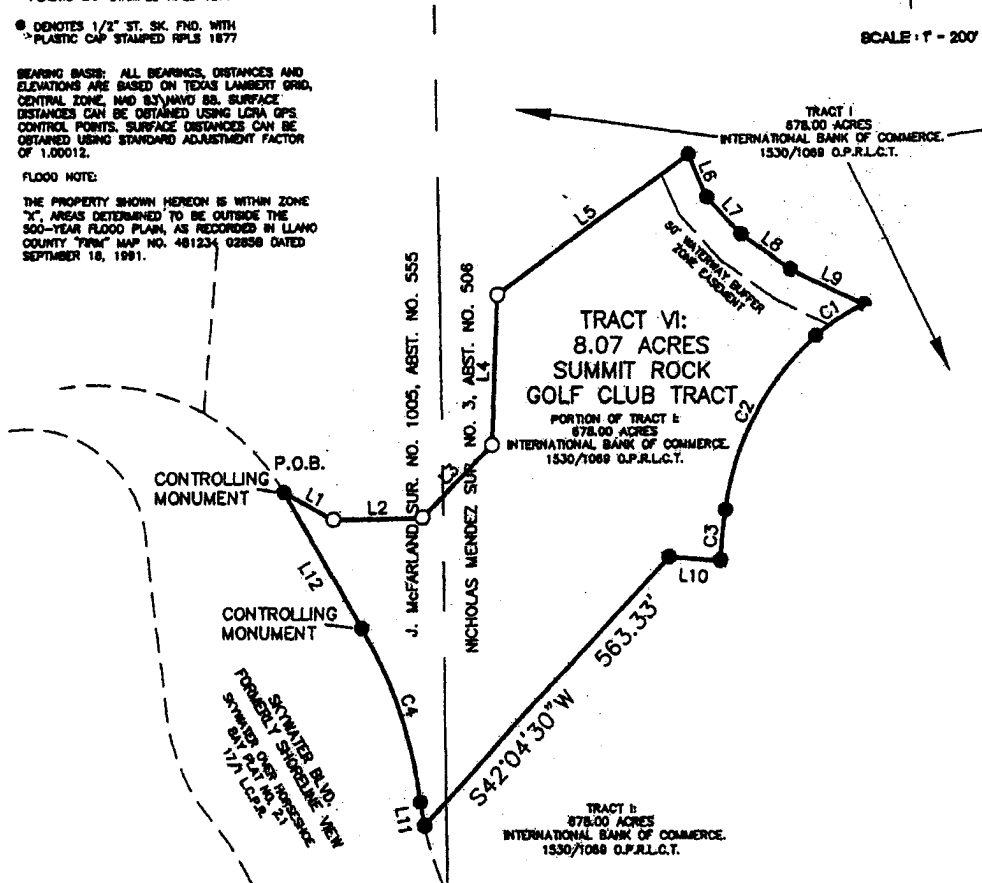 DENOTES 1/2" ST. SK. FND. WITH
PLASTIC CAP STAMPED RPLS 1877
SCALE: 1" - 200'
BEARING BASIS: ALL BEARINGS, DISTANCES AND
ELEVATIONS ARE BASED ON TEXAS LAMBERT GRID,
CENTRAL ZONE, NAD 83\NAVD 88. SURFACE
DISTANCES CAN BE OBTAINED USING LCRA GPS
CONTROL POINTS. SURFACE DISTANCES CAN BE
OBTAINED USING STANDARD ADJUSTMENT FACTOR
OF 1.00012.
FLOOD NOTE:
THE PROPERTY SHOWN HEREON IS WITHIN ZONE
"X", AREAS DETERMINED TO BE OUTSIDE THE
500-YEAR FLOOD PLAIN, AS RECORDED IN LLANO
COUNTY "FIRM" MAP NO. 481234 0285B DATED
SEPTMBER 18, 1991.
TRACT I
678.00 ACRES
INTERNATIONAL BANK OF COMMERCE.
1530/1069 O.P.R.L.C.T.
L6
L7
L8
L9
L5
C1
50' WATERWAY BUFFER
ZONE EASEMENT
J. McFARLAND SUR. NO. 1005, ABST. NO. 555
NICHOLAS MENDEZ SUR. NO. 3, ABST. NO. 506
L4
TRACT VI:
8.07 ACRES
SUMMIT ROCK
GOLF CLUB TRACT
PORTION OF TRACT I:
678.00 ACRES
INTERNATIONAL BANK OF COMMERCE.
1530/1069 O.P.R.L.C.T.
C2
P.O.B.
CONTROLLING
MONUMENT
L1
L2
C3
L10
L12
CONTROLLING
MONUMENT
S42°04'30"W 563.33'
C4
L11
SKYWATER BLVD.
FORMERLY SHORELINE VIEW
SKYWATER OVER HORSESHOE
BAY PLAT NO. 2.1
17/1 L.C.P.R.
TRACT I:
678.00 ACRES
INTERNATIONAL BANK OF COMMERCE.
1530/1069 O.P.R.L.C.T.